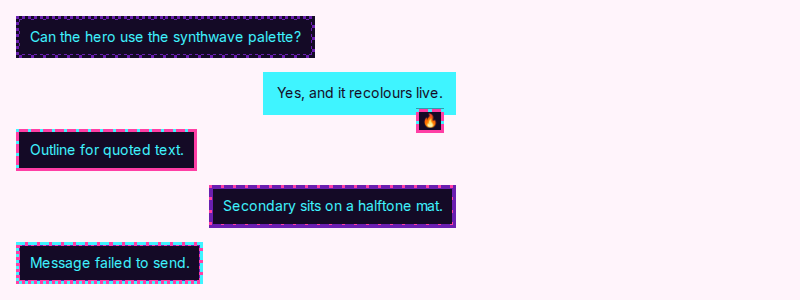 Can the hero use the synthwave palette?
Yes, and it recolours live.
🔥
Outline for quoted text.
Secondary sits on a halftone mat.
Message failed to send.